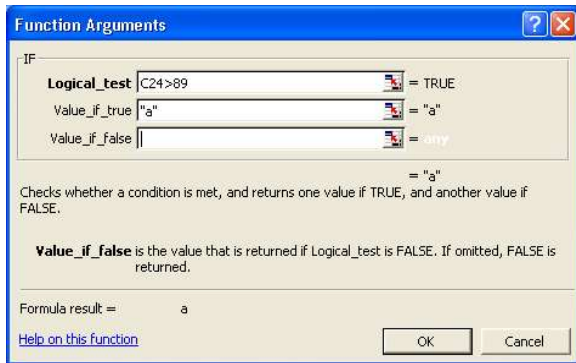 Function Arguments
IF
Logical_test C24>89 = TRUE
Value_if_true "a" = "a"
Value_if_false = any
= "a"
Checks whether a condition is met, and returns one value if TRUE, and another value if
FALSE.
Value_if_false is the value that is returned if Logical_test is FALSE. If omitted, FALSE is
returned.
Formula result = a
Help on this function OK Cancel